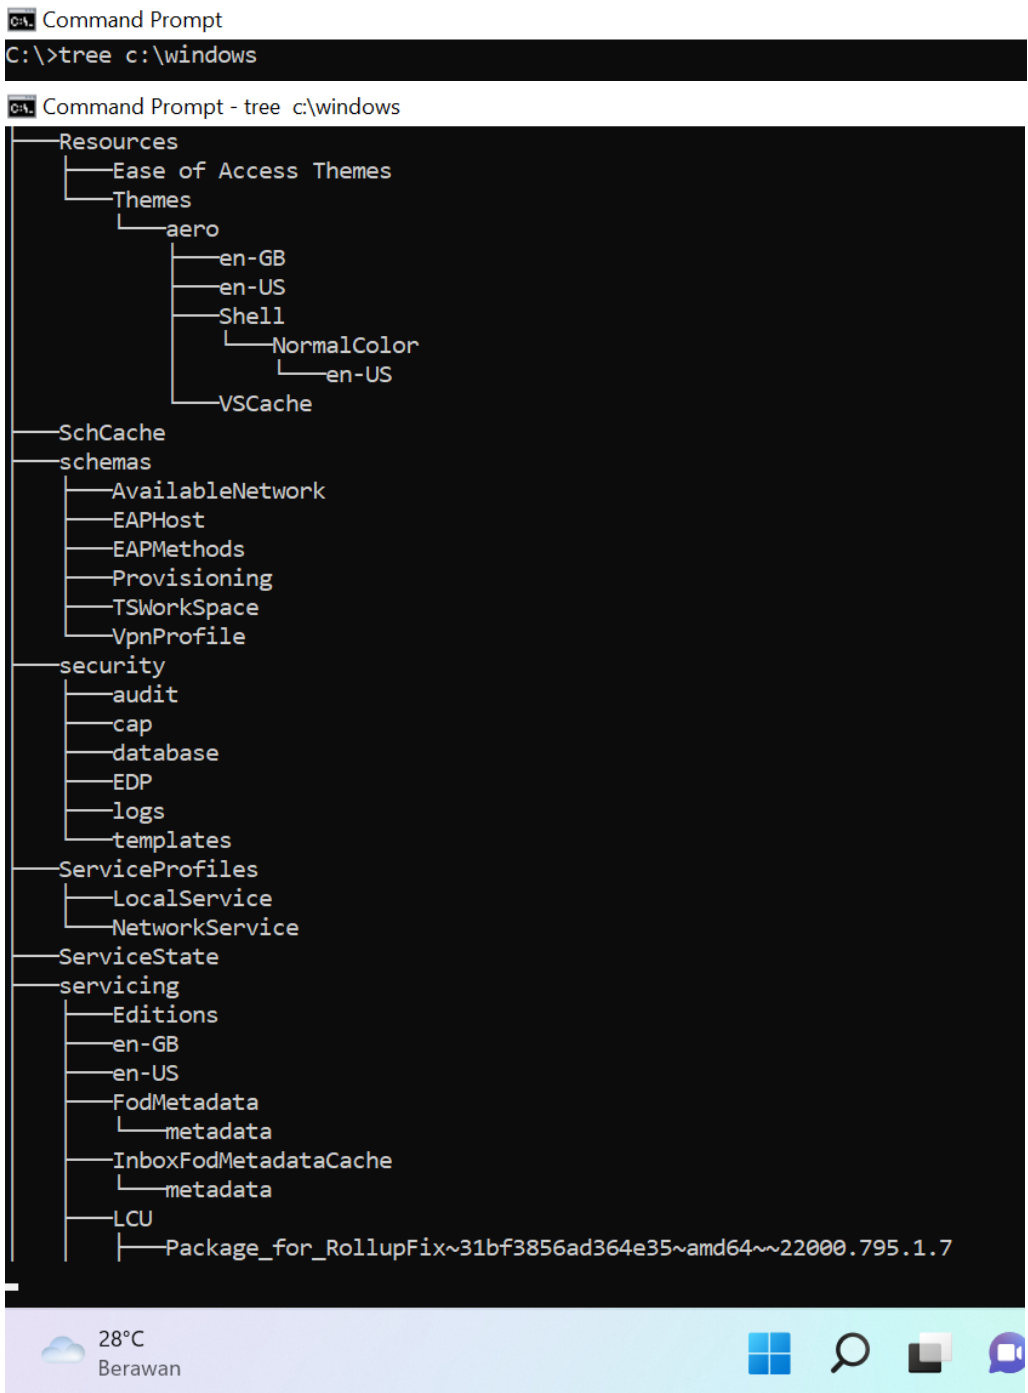 Command Prompt
C:\>tree c:\windows
Command Prompt - tree  c:\windows
├───Resources
│   ├───Ease of Access Themes
│   └───Themes
│       └───aero
│           ├───en-GB
│           ├───en-US
│           ├───Shell
│           │   └───NormalColor
│           │       └───en-US
│           └───VSCache
├───SchCache
├───schemas
│   ├───AvailableNetwork
│   ├───EAPHost
│   ├───EAPMethods
│   ├───Provisioning
│   ├───TSWorkSpace
│   └───VpnProfile
├───security
│   ├───audit
│   ├───cap
│   ├───database
│   ├───EDP
│   ├───logs
│   └───templates
├───ServiceProfiles
│   ├───LocalService
│   └───NetworkService
├───ServiceState
├───servicing
│   ├───Editions
│   ├───en-GB
│   ├───en-US
│   ├───FodMetadata
│   │   └───metadata
│   ├───InboxFodMetadataCache
│   │   └───metadata
│   ├───LCU
│   │   ├───Package_for_RollupFix~31bf3856ad364e35~amd64~~22000.795.1.7
28°C
Berawan